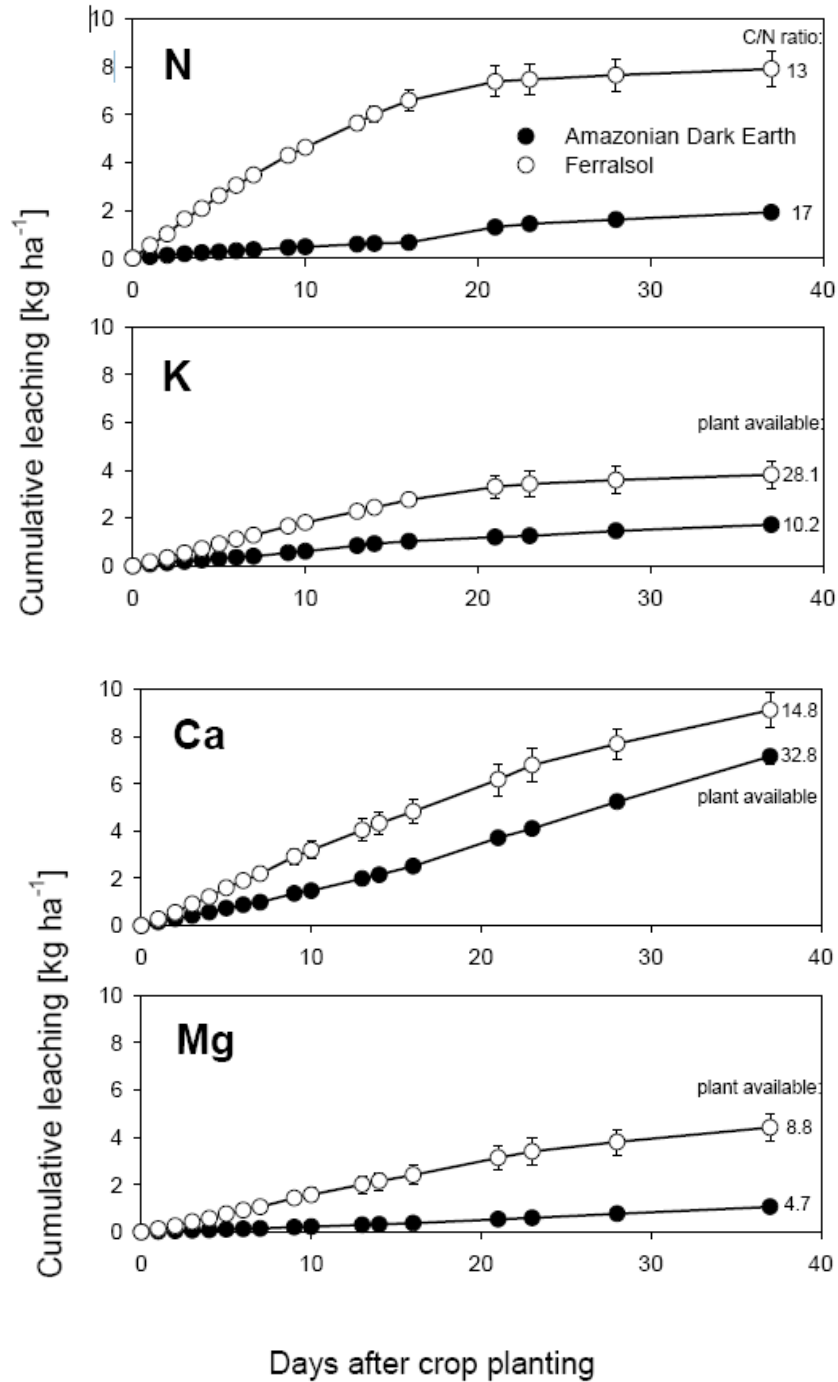 10
C/N ratio:
N
8
13
6
Amazonian Dark Earth
Ferralsol
4
2
17
0
0 10 20 30 40
10
K
8
6
plant available:
4
28.1
2
10.2
0
0 10 20 30 40
Cumulative leaching [kg ha-1]
10
Ca
14.8
8
32.8
6
plant available
4
2
0
0 10 20 30 40
10
Mg
8
6
plant available:
4
8.8
2
4.7
0
0 10 20 30 40
Cumulative leaching [kg ha-1]
Days after crop planting